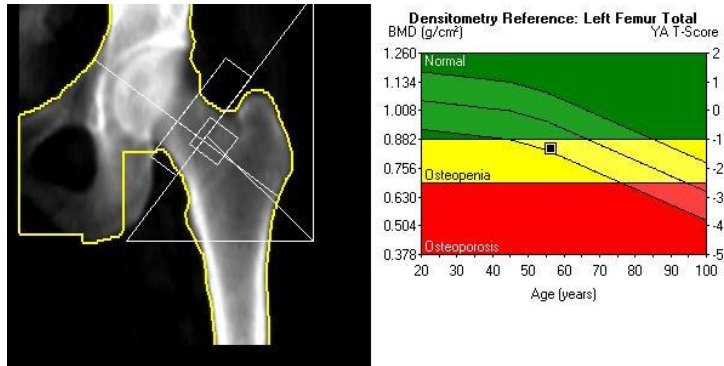 Densitometry Reference: Left Femur Total
BMD (g/cm²) YA T-Score
1.260 Normal 2
1.134 1
1.008 0
0.882 -1
0.756 Osteopenia -2
0.630 -3
0.504 -4
0.378 Osteoporosis -5
20 30 40 50 60 70 80 90 100
Age (years)